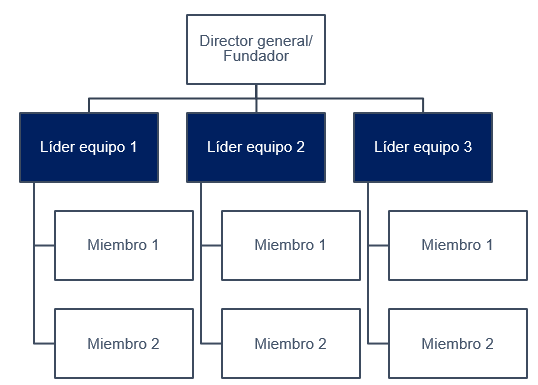 Director general/
Fundador
Líder equipo 1
Líder equipo 2
Líder equipo 3
Miembro 1
Miembro 1
Miembro 1
Miembro 2
Miembro 2
Miembro 2